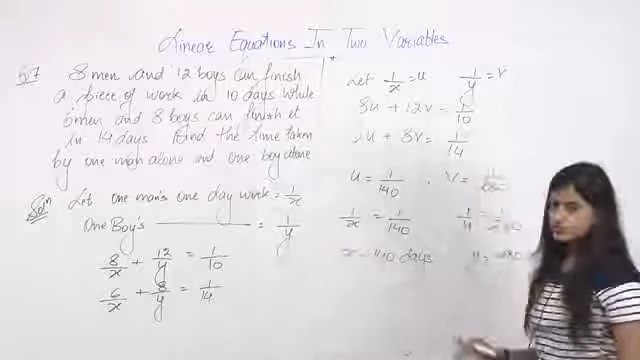 Linear Equations In Two Variables
8 men and 12 boys can finish
a piece of work in 10 days while
6 men and 8 boys can finish it
in 14 days Find the time taken
by one man alone and one boy alone
Solⁿ Let one man's one day work = 1/x
One Boy's ——— = 1/y
8/x + 12/y = 1/10
6/x + 8/y = 1/14
Let 1/x = u 1/y = v
8u + 12v = 1/10
u + 8v = 1/14
u = 1/140 , v =
1/x = 1/140
days